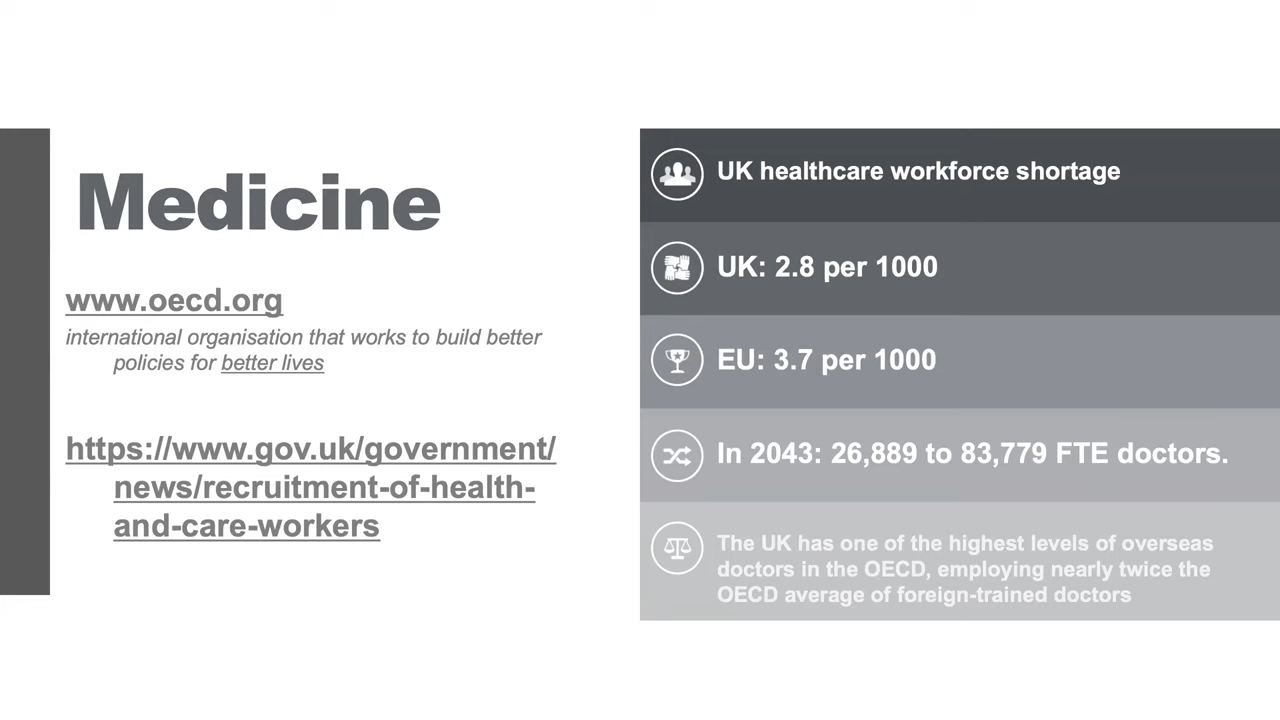 Medicine
www.oecd.org
international organisation that works to build better
policies for better lives
https://www.gov.uk/government/
news/recruitment-of-health-
and-care-workers
UK healthcare workforce shortage
UK: 2.8 per 1000
EU: 3.7 per 1000
In 2043: 26,889 to 83,779 FTE doctors.
The UK has one of the highest levels of overseas
doctors in the OECD, employing nearly twice the
OECD average of foreign-trained doctors